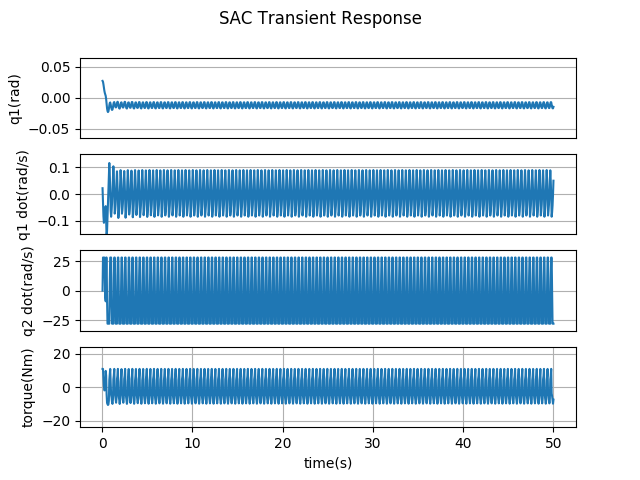 SAC Transient Response
q1(rad)
0.05
0.00
−0.05
q1 dot(rad/s)
0.1
0.0
−0.1
q2 dot(rad/s)
25
0
−25
torque(Nm)
20
0
−20
0 10 20 30 40 50
time(s)